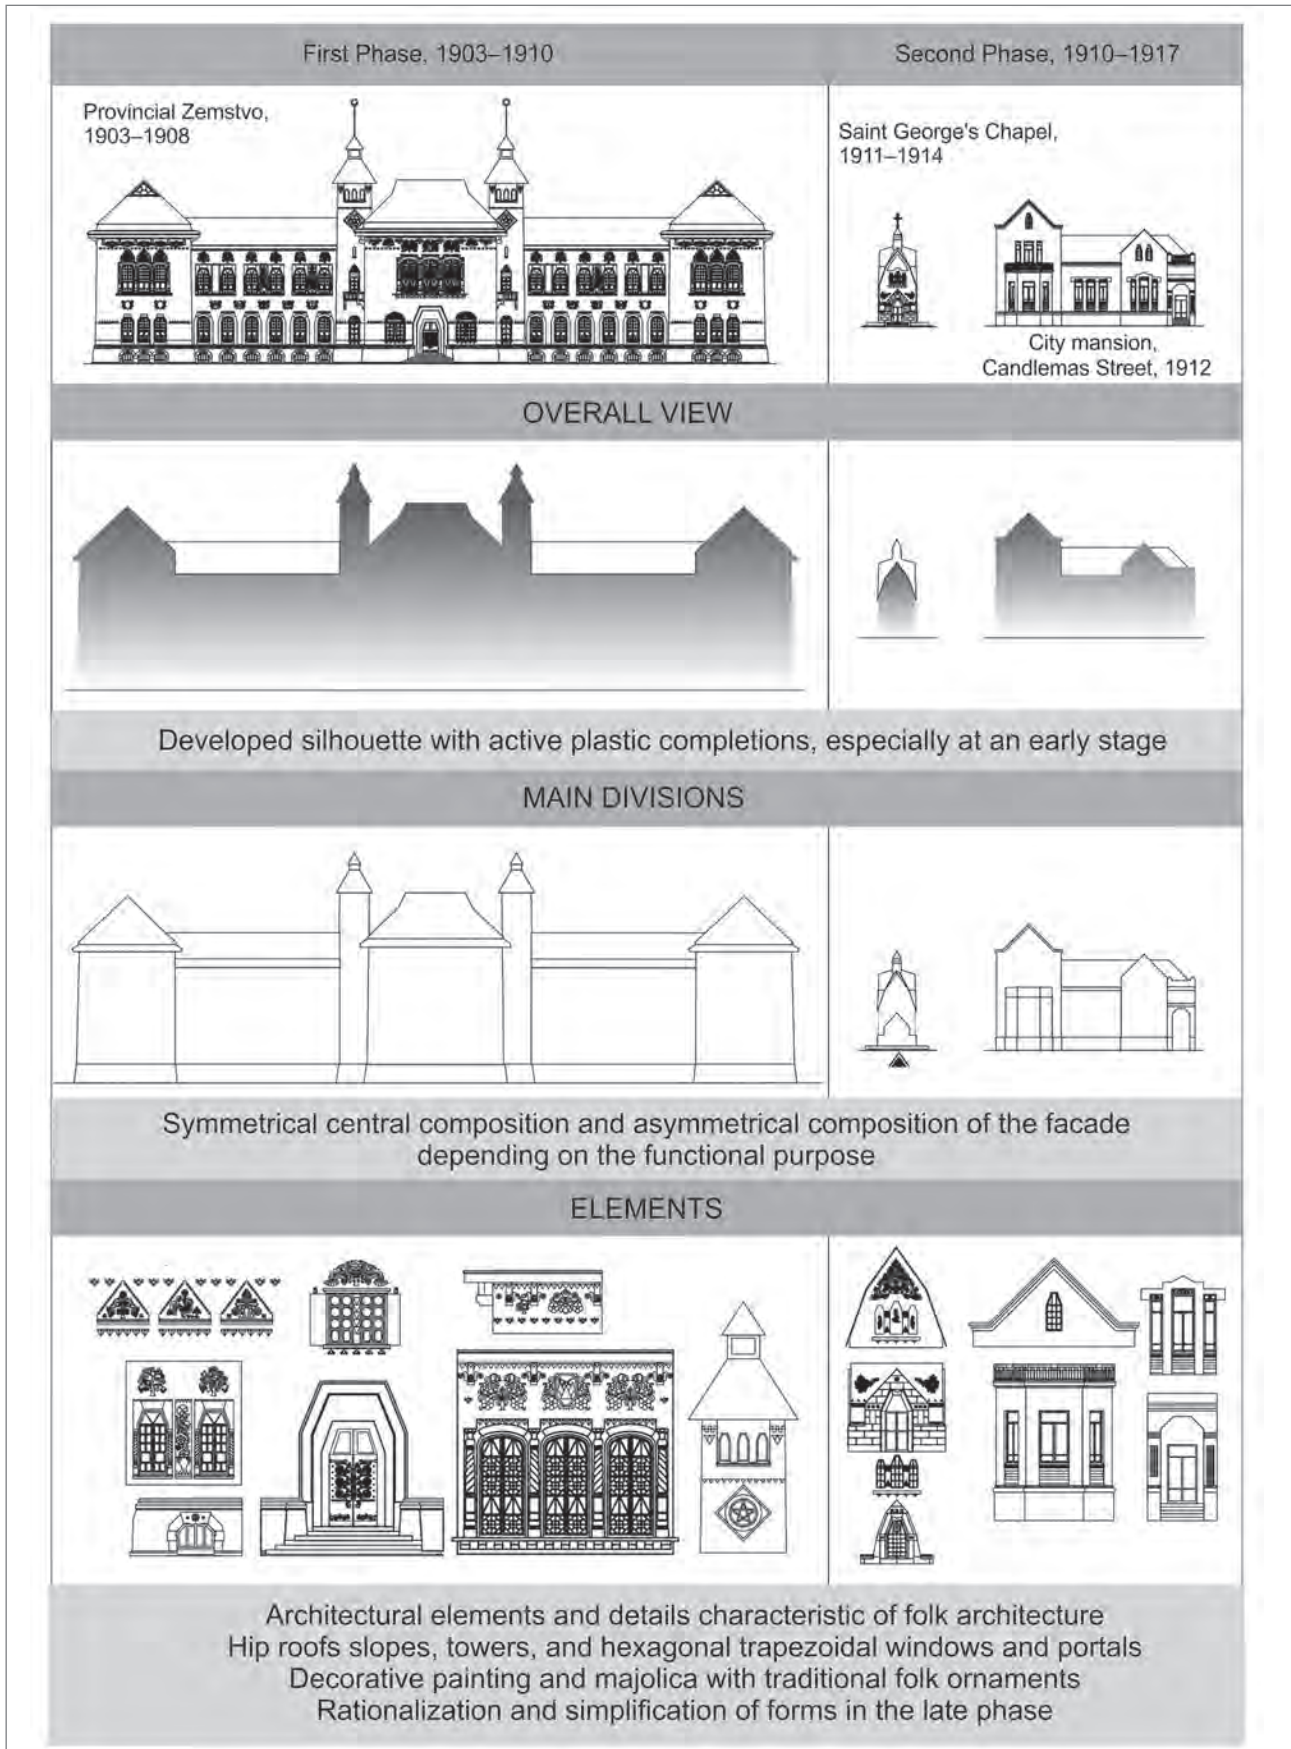 First Phase, 1903–1910
Second Phase, 1910–1917
Provincial Zemstvo,
1903–1908
Saint George's Chapel,
1911–1914
City mansion,
Candlemas Street, 1912
OVERALL VIEW
Developed silhouette with active plastic completions, especially at an early stage
MAIN DIVISIONS
Symmetrical central composition and asymmetrical composition of the facade
depending on the functional purpose
ELEMENTS
Architectural elements and details characteristic of folk architecture
Hip roofs slopes, towers, and hexagonal trapezoidal windows and portals
Decorative painting and majolica with traditional folk ornaments
Rationalization and simplification of forms in the late phase